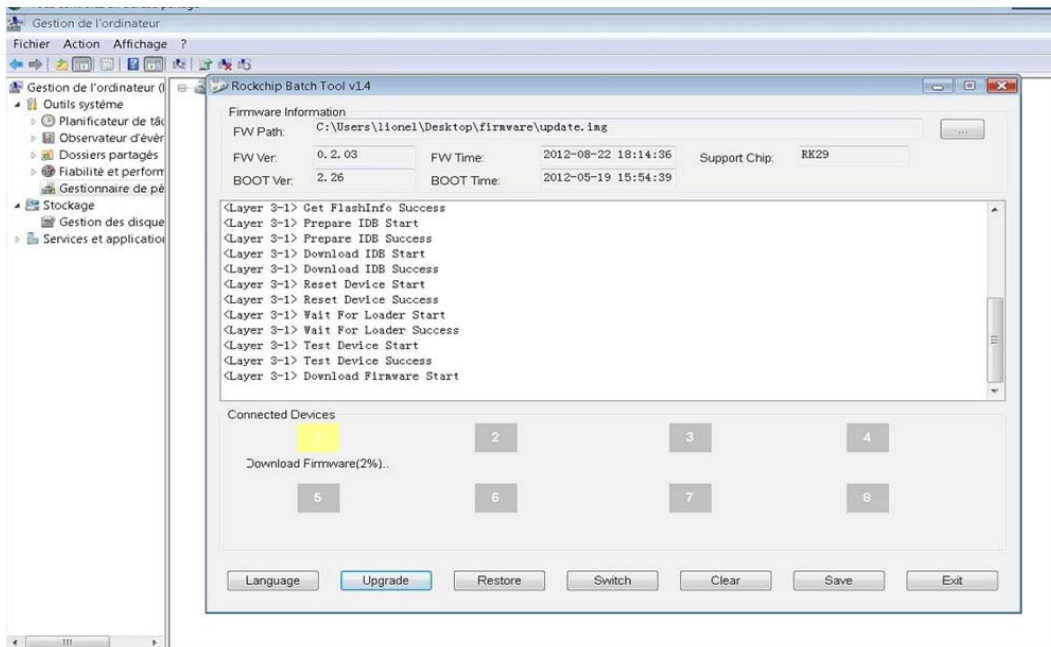 Gestion de l'ordinateur
Fichier Action Affichage ?
Gestion de l'ordinateur (l
Outils système
Planificateur de tâc
Observateur d'évér
Dossiers partagés
Fiabilité et perform
Gestionnaire de pé
Stockage
Gestion des disque
Services et application
Rockchip Batch Tool v1.4
Firmware Information
FW Path: C:\Users\lionel\Desktop\firmware\update.img ...
FW Ver: 0.2.03 FW Time: 2012-08-22 18:14:36 Support Chip: RK29
BOOT Ver: 2.26 BOOT Time: 2012-05-19 15:54:39
<Layer 3-1> Get FlashInfo Success
<Layer 3-1> Prepare IDB Start
<Layer 3-1> Prepare IDB Success
<Layer 3-1> Download IDB Start
<Layer 3-1> Download IDB Success
<Layer 3-1> Reset Device Start
<Layer 3-1> Reset Device Success
<Layer 3-1> Wait For Loader Start
<Layer 3-1> Wait For Loader Success
<Layer 3-1> Test Device Start
<Layer 3-1> Test Device Success
<Layer 3-1> Download Firmware Start
Connected Devices
1 2 3 4
Download Firmware(2%)..
5 6 7 8
Language Upgrade Restore Switch Clear Save Exit